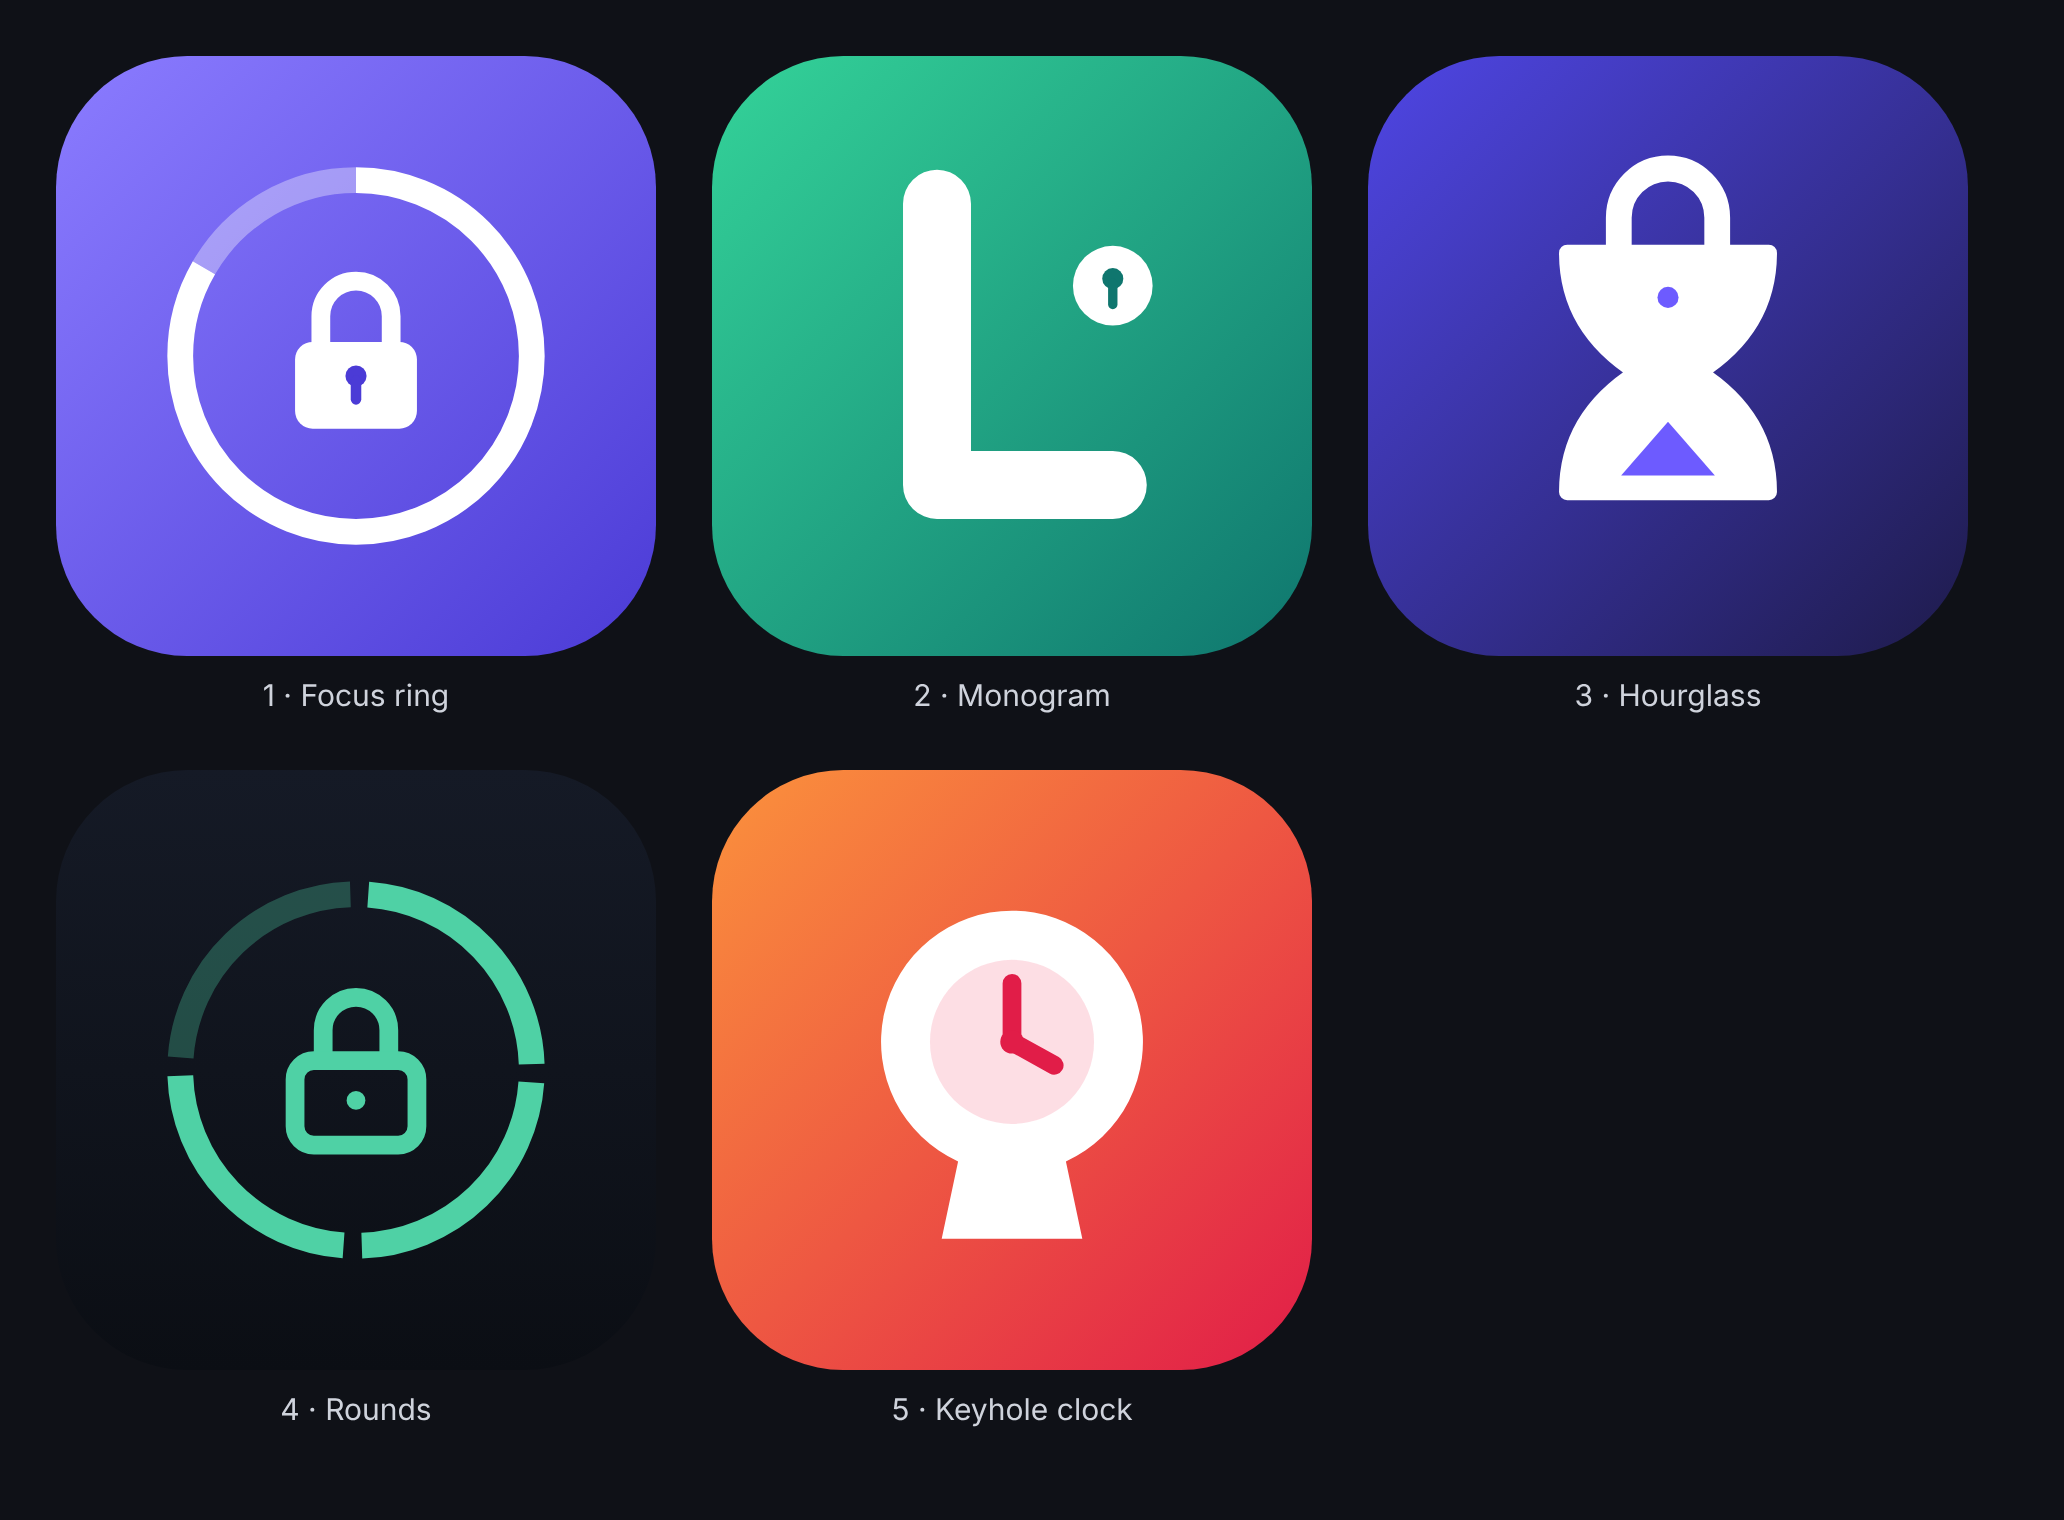 L
1 · Focus ring
2 · Monogram
3 · Hourglass
4 · Rounds
5 · Keyhole clock